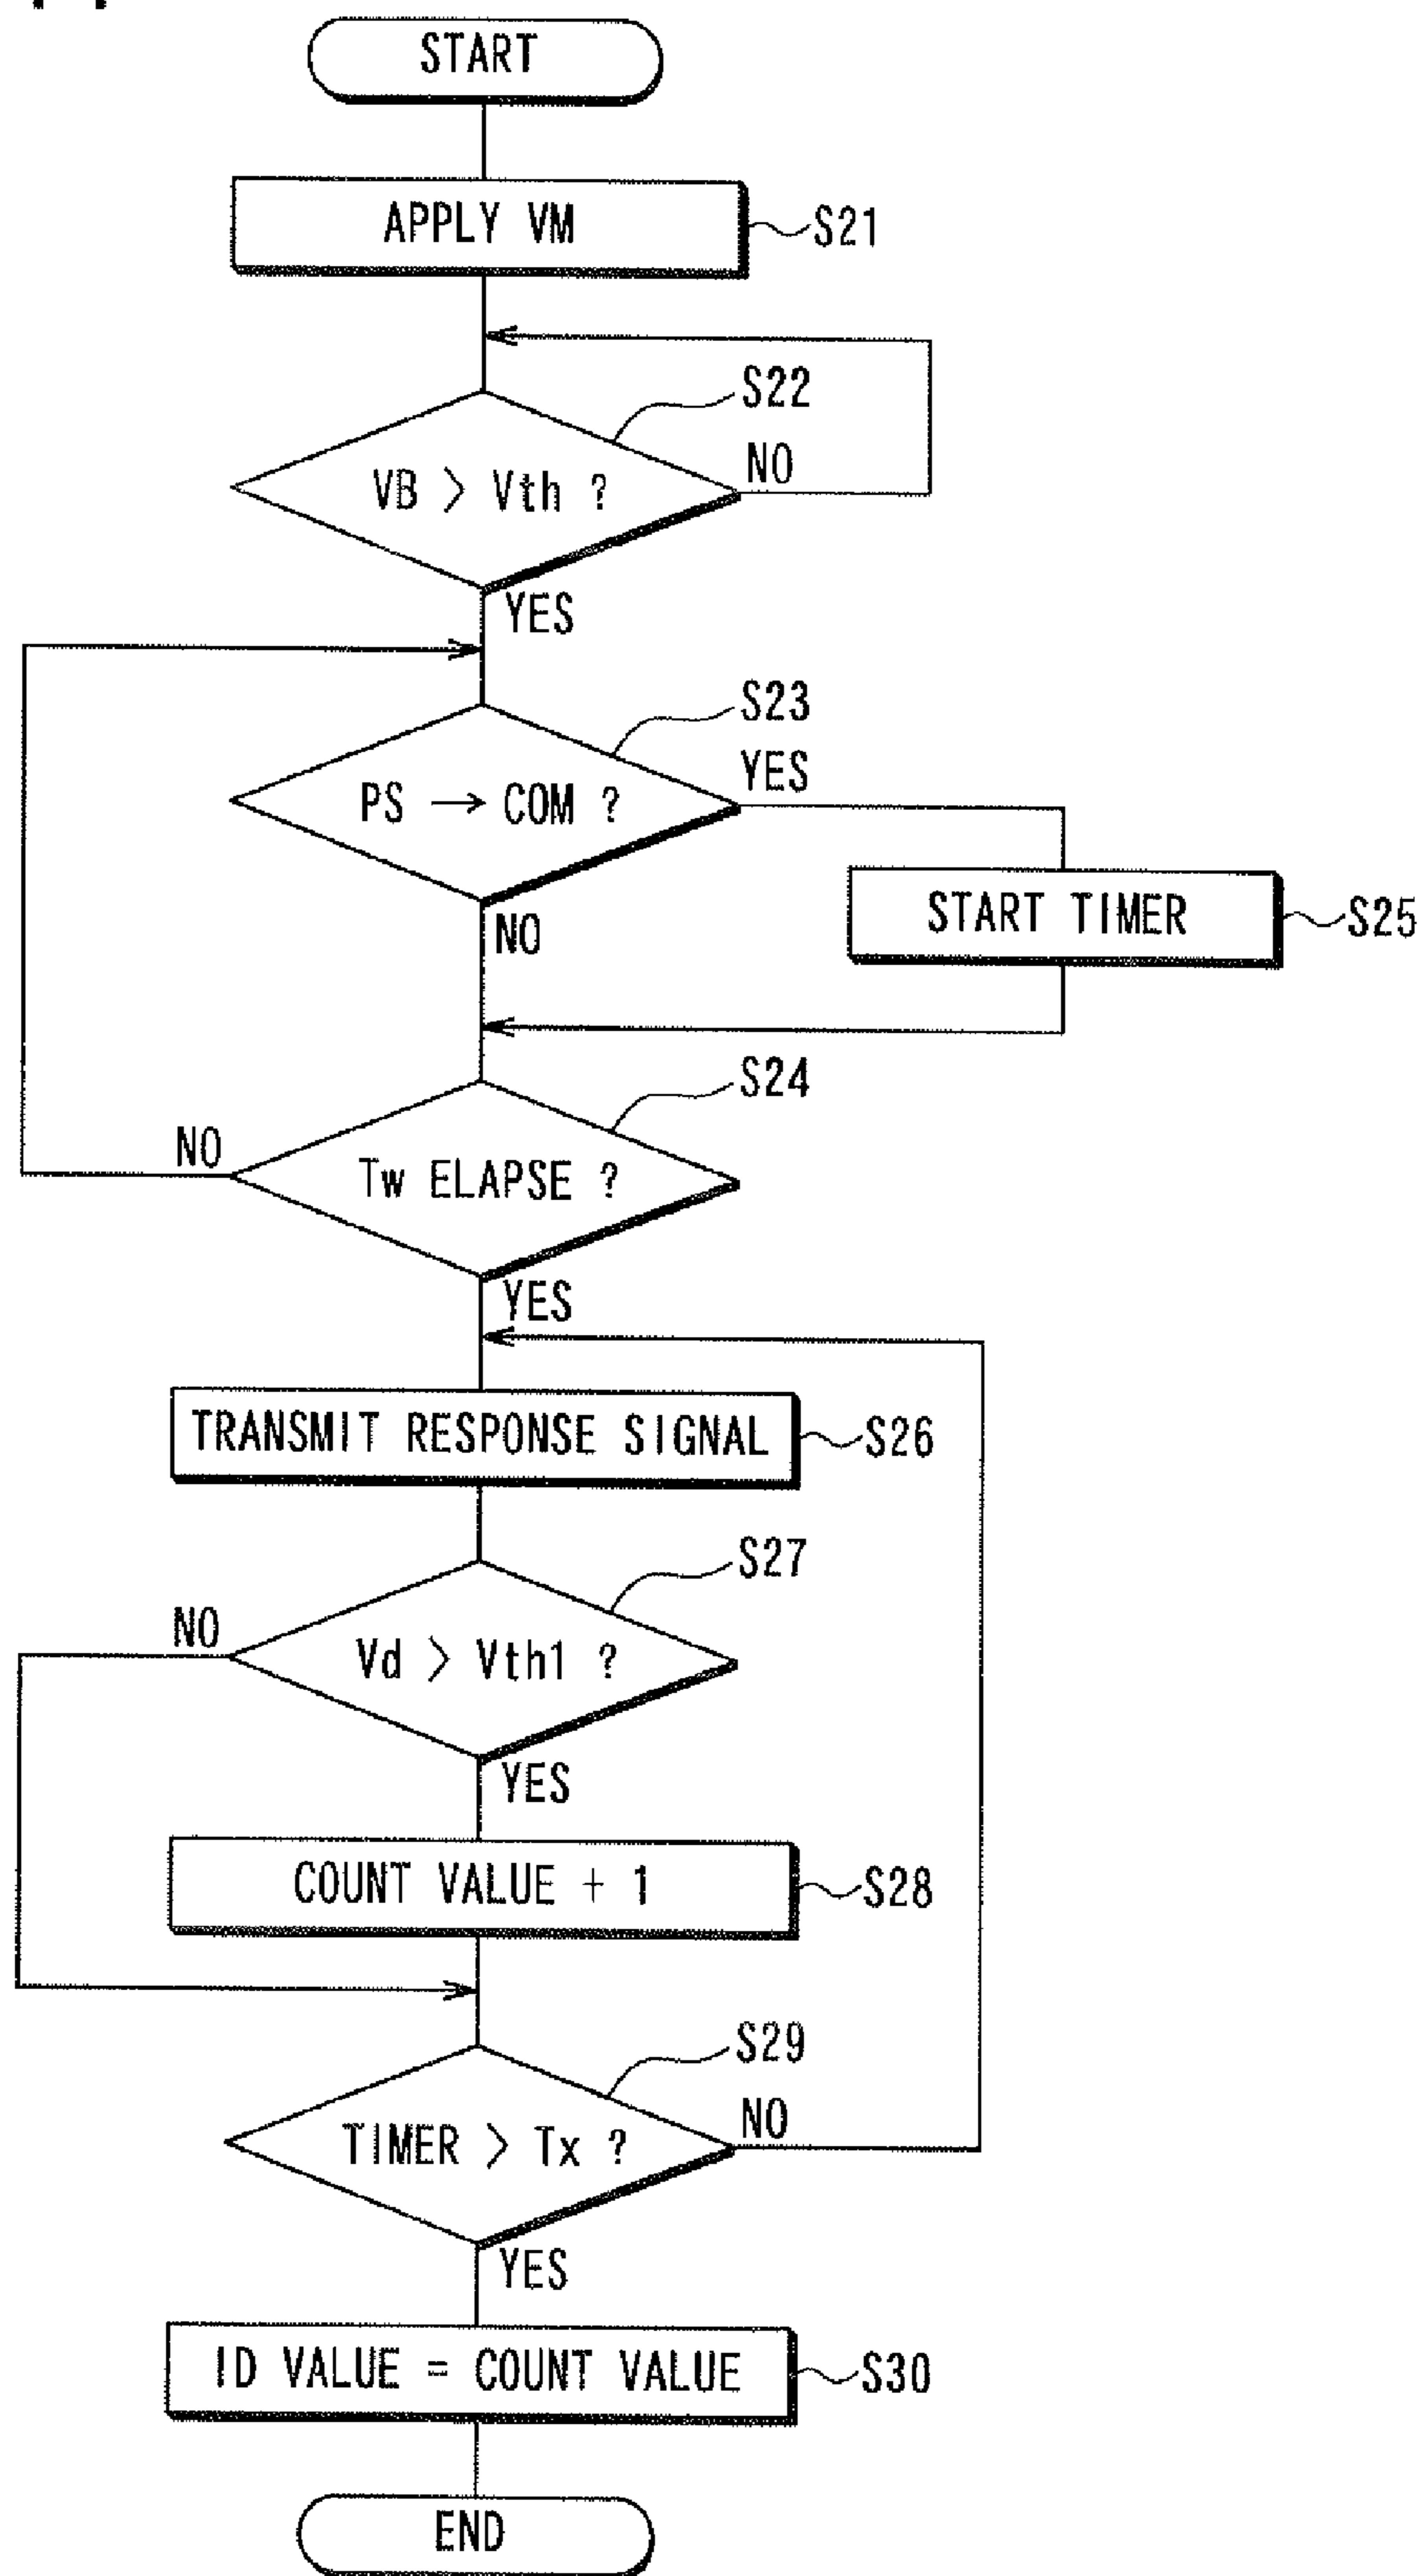 START
APPLY VM
S21
S22
VB > Vth ?
NO
YES
S23
PS → COM ?
YES
START TIMER
S25
NO
S24
Tw ELAPSE ?
NO
YES
TRANSMIT RESPONSE SIGNAL
S26
S27
Vd > Vth1 ?
NO
YES
COUNT VALUE + 1
S28
S29
TIMER > Tx ?
NO
YES
ID VALUE = COUNT VALUE
S30
END